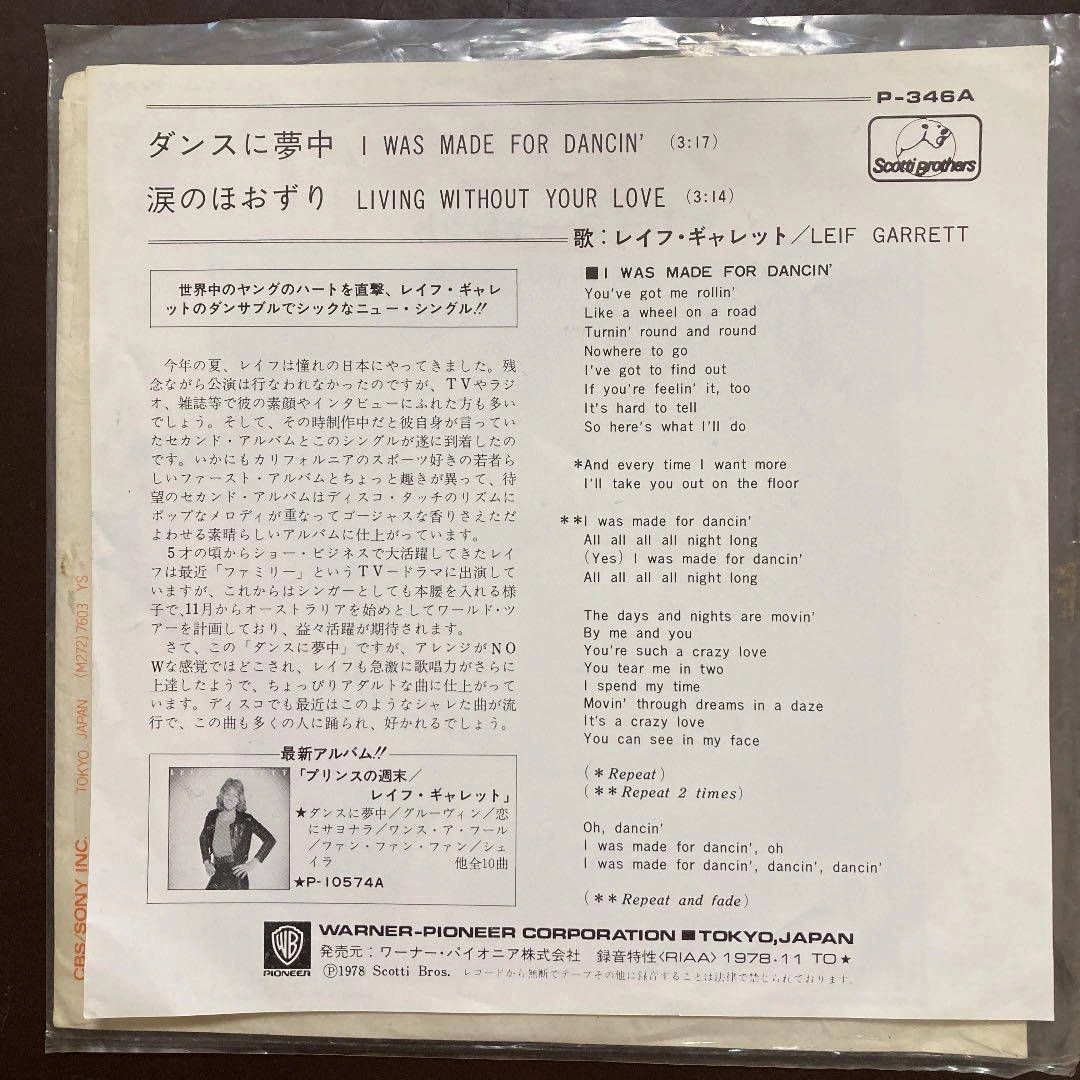 P-346A
ダンスに夢中 I WAS MADE FOR DANCIN' (3:17)
涙のほおずり LIVING WITHOUT YOUR LOVE (3:14)
Scotti Brothers
歌：レイフ・ギャレット／LEIF GARRETT
世界中のヤングのハートを直撃、レイフ・ギャレ
ットのダンサブルでシックなニュー・シングル!!
今年の夏、レイフは憧れの日本にやってきました。残
念ながら公演は行なわれなかったのですが、TVやラジ
オ、雑誌等で彼の素顔やインタビューにふれた方も多い
でしょう。そして、その時制作中だと彼自身が言ってい
たセカンド・アルバムとこのシングルが遂に到着したの
です。いかにもカリフォルニアのスポーツ好きの若者ら
しいファースト・アルバムとちょっと趣きが異って、待
望のセカンド・アルバムはディスコ・タッチのリズムに
ポップなメロディが重なってゴージャスな香りさえただ
よわせる素晴らしいアルバムに仕上がっています。
5才の頃からショー・ビジネスで大活躍してきたレイ
フは最近「ファミリー」というTV－ドラマに出演して
いますが、これからはシンガーとしても本腰を入れる様
子で、11月からオーストラリアを始めとしてワールド・ツ
アーを計画しており、益々活躍が期待されます。
さて、この「ダンスに夢中」ですが、アレンジがNO
Wな感覚でほどこされ、レイフも急激に歌唱力がさらに
上達したようで、ちょっぴりアダルトな曲に仕上がって
います。ディスコでも最近はこのようなシャレた曲が流
行で、この曲も多くの人に踊られ、好かれるでしょう。
最新アルバム!!
「プリンスの週末／
レイフ・ギャレット」
★ダンスに夢中／グルーヴィン／恋
にサヨナラ／ワンス・ア・フール
／ファン・ファン・ファン／シェ
イラ 他全10曲
★P-10574A
■I WAS MADE FOR DANCIN'
You've got me rollin'
Like a wheel on a road
Turnin' round and round
Nowhere to go
I've got to find out
If you're feelin' it, too
It's hard to tell
So here's what I'll do
*And every time I want more
I'll take you out on the floor
**I was made for dancin'
All all all all night long
(Yes) I was made for dancin'
All all all all night long
The days and nights are movin'
By me and you
You're such a crazy love
You tear me in two
I spend my time
Movin' through dreams in a daze
It's a crazy love
You can see in my face
(* Repeat)
(** Repeat 2 times)
Oh, dancin'
I was made for dancin', oh
I was made for dancin', dancin', dancin'
(** Repeat and fade)
WB
PIONEER
WARNER-PIONEER CORPORATION ■ TOKYO, JAPAN
発売元：ワーナー・パイオニア株式会社 録音特性〈RIAA〉1978・11 TO★
Ⓟ1978 Scotti Bros. レコードから無断でテープその他に録音することは法律で禁じられております。
CBS/SONY INC. TOKYO JAPAN (M272) 7603 YS